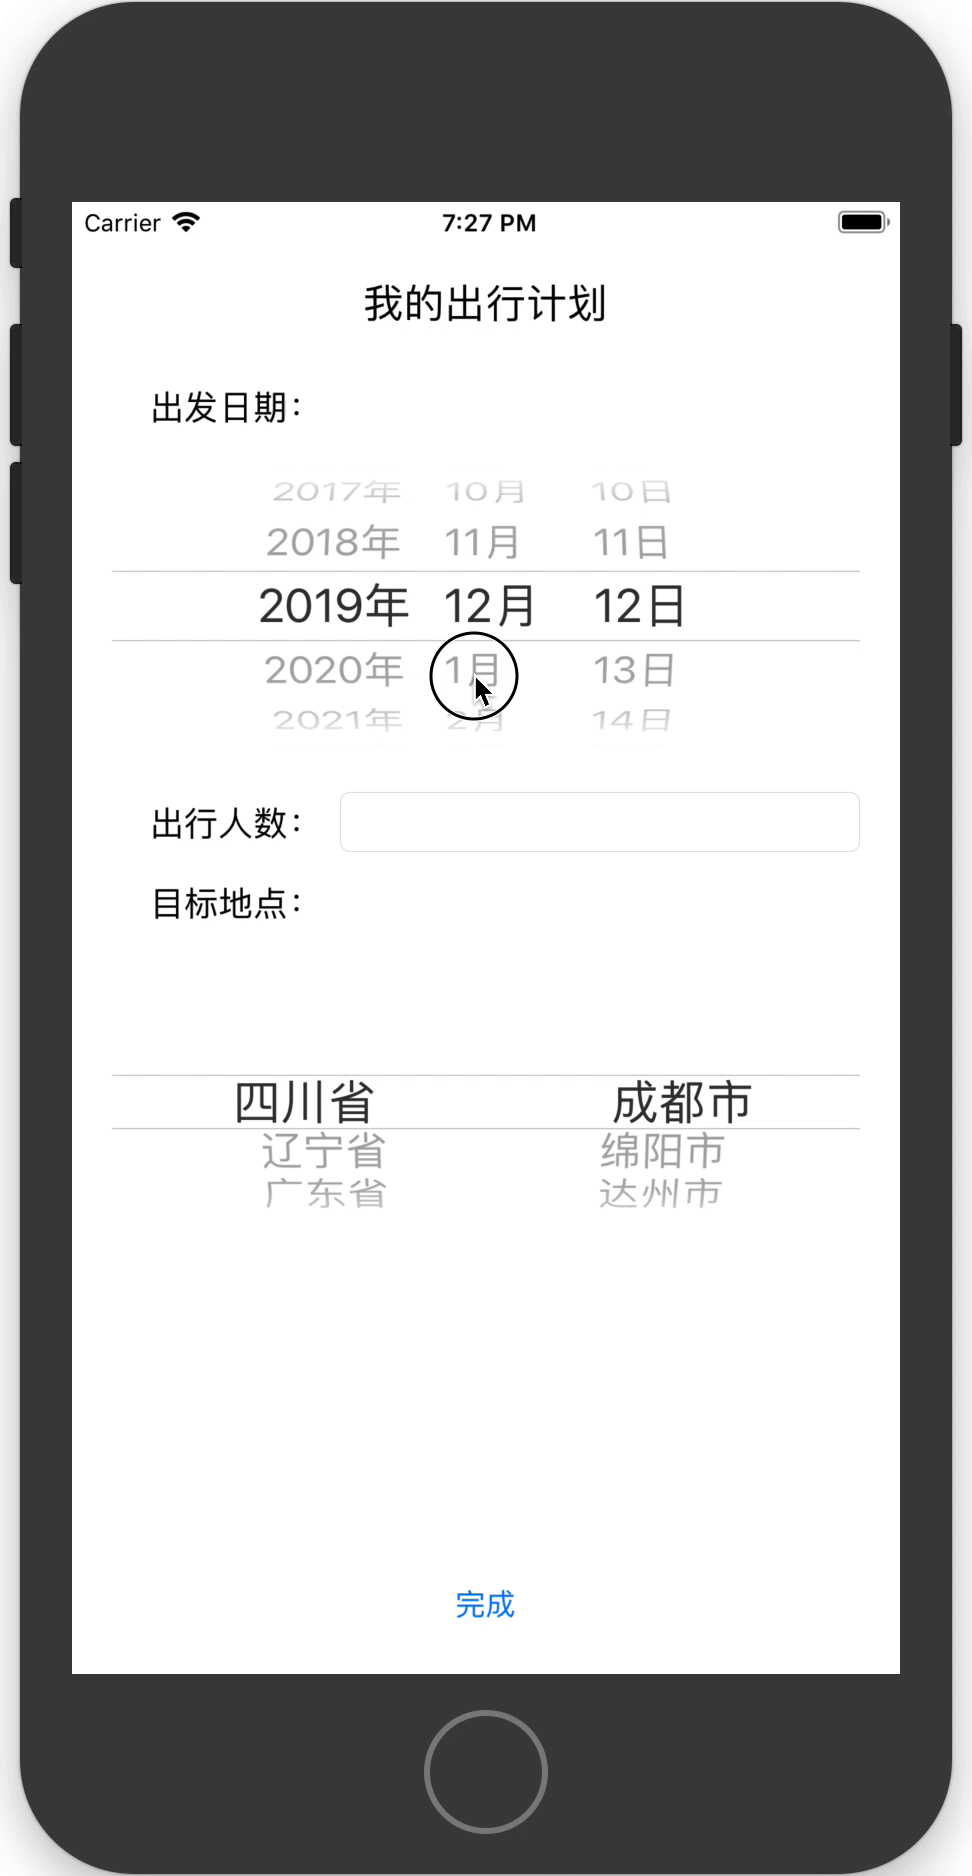 Carrier 7:27 PM
我的出行计划
出发日期：
2017年 10月 10日
2018年 11月 11日
2019年 12月 12日
2020年 1月 13日
2021年 2月 14日
出行人数：
目标地点：
四川省 成都市
辽宁省 绵阳市
广东省 达州市
完成